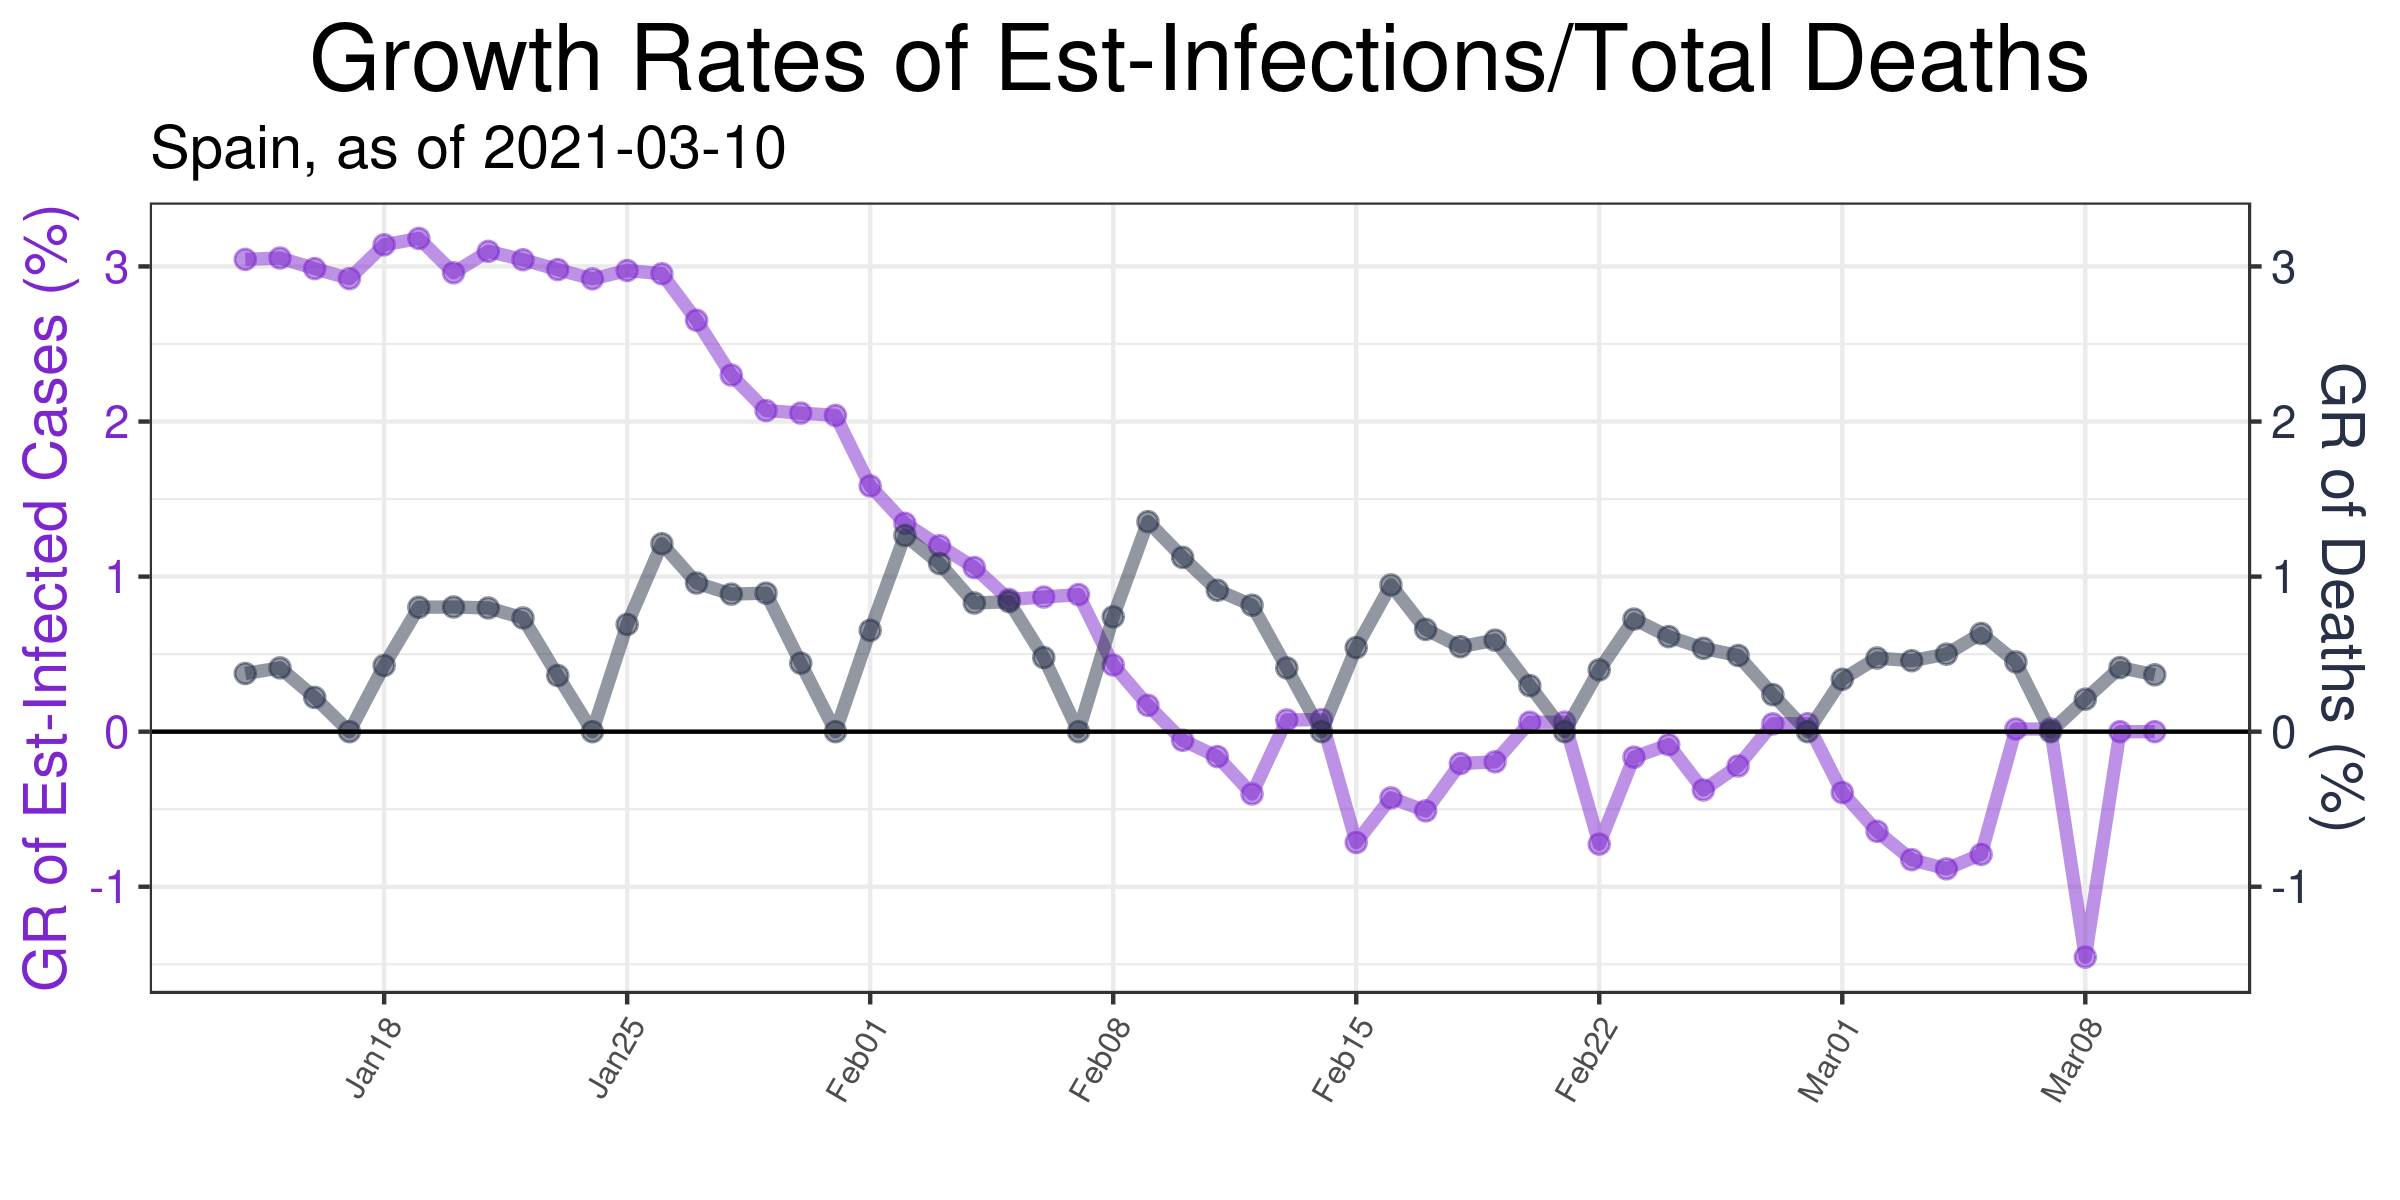 Growth Rates of Est-Infections/Total Deaths
Spain, as of 2021-03-10
GR of Est-Infected Cases (%)
3
2
1
0
-1
3
2
1
0
-1
GR of Deaths (%)
Jan18
Jan25
Feb01
Feb08
Feb15
Feb22
Mar01
Mar08